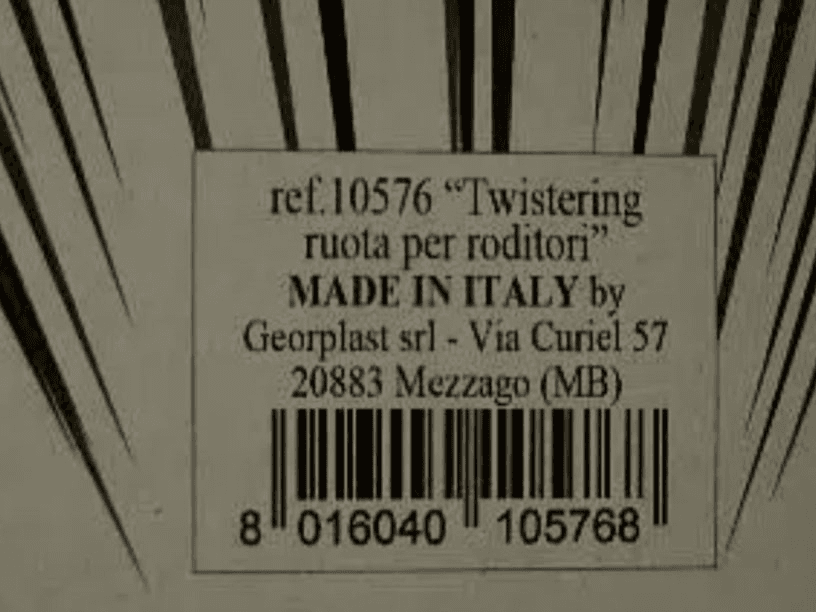 ref.10576 “Twistering
ruota per roditori”
MADE IN ITALY by
Georplast srl - Via Curiel 57
20883 Mezzago (MB)
8 016040 105768